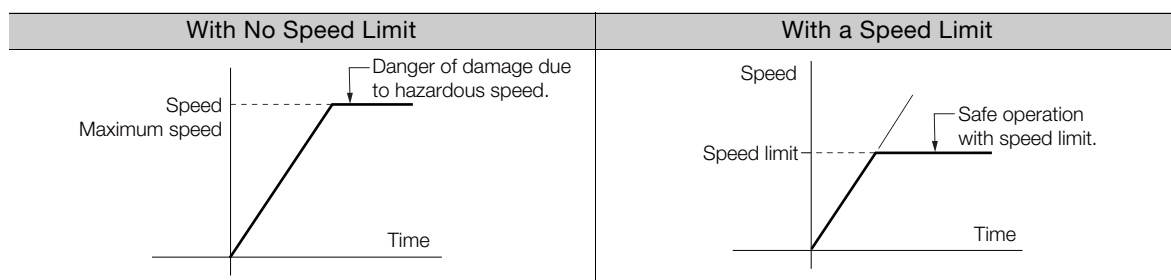 With No Speed Limit
With a Speed Limit
Danger of damage due
to hazardous speed.
Speed
Maximum speed
Time
Speed
Safe operation
with speed limit.
Speed limit
Time